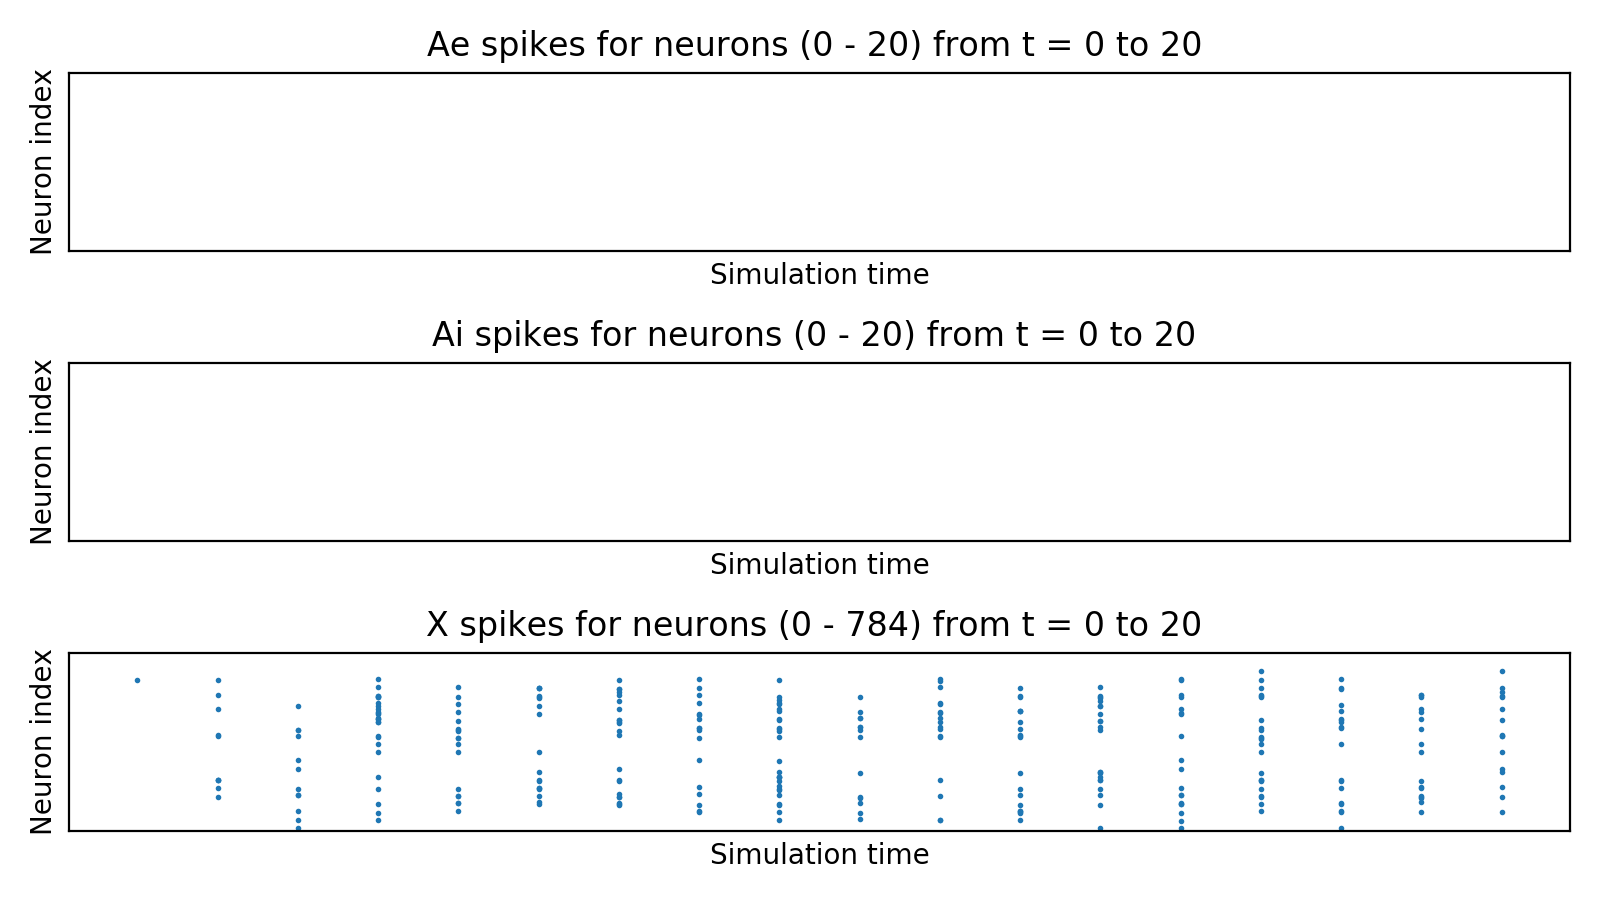 Ae spikes for neurons (0 - 20) from t = 0 to 20
Neuron index
Simulation time
Ai spikes for neurons (0 - 20) from t = 0 to 20
Neuron index
Simulation time
X spikes for neurons (0 - 784) from t = 0 to 20
Neuron index
Simulation time